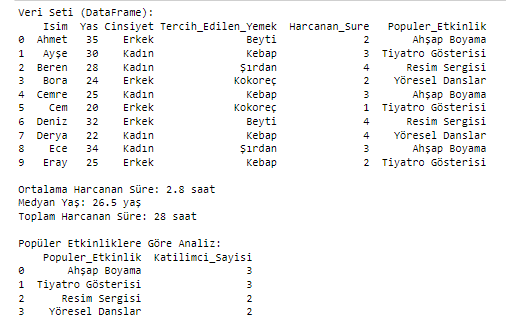 Veri Seti (DataFrame):
Isim Yas Cinsiyet Tercih_Edilen_Yemek Harcanan_Sure Populer_Etkinlik
0 Ahmet 35 Erkek Beyti 2 Ahşap Boyama
1 Ayşe 30 Kadın Kebap 3 Tiyatro Gösterisi
2 Beren 28 Kadın Şırdan 4 Resim Sergisi
3 Bora 24 Erkek Kokoreç 2 Yöresel Danslar
4 Cemre 25 Kadın Kebap 3 Ahşap Boyama
5 Cem 20 Erkek Kokoreç 1 Tiyatro Gösterisi
6 Deniz 32 Erkek Beyti 4 Resim Sergisi
7 Derya 22 Kadın Kebap 4 Yöresel Danslar
8 Ece 34 Kadın Şırdan 3 Ahşap Boyama
9 Eray 25 Erkek Kebap 2 Tiyatro Gösterisi
Ortalama Harcanan Süre: 2.8 saat
Medyan Yaş: 26.5 yaş
Toplam Harcanan Süre: 28 saat
Popüler Etkinliklere Göre Analiz:
Populer_Etkinlik Katilimci_Sayisi
0 Ahşap Boyama 3
1 Tiyatro Gösterisi 3
2 Resim Sergisi 2
3 Yöresel Danslar 2